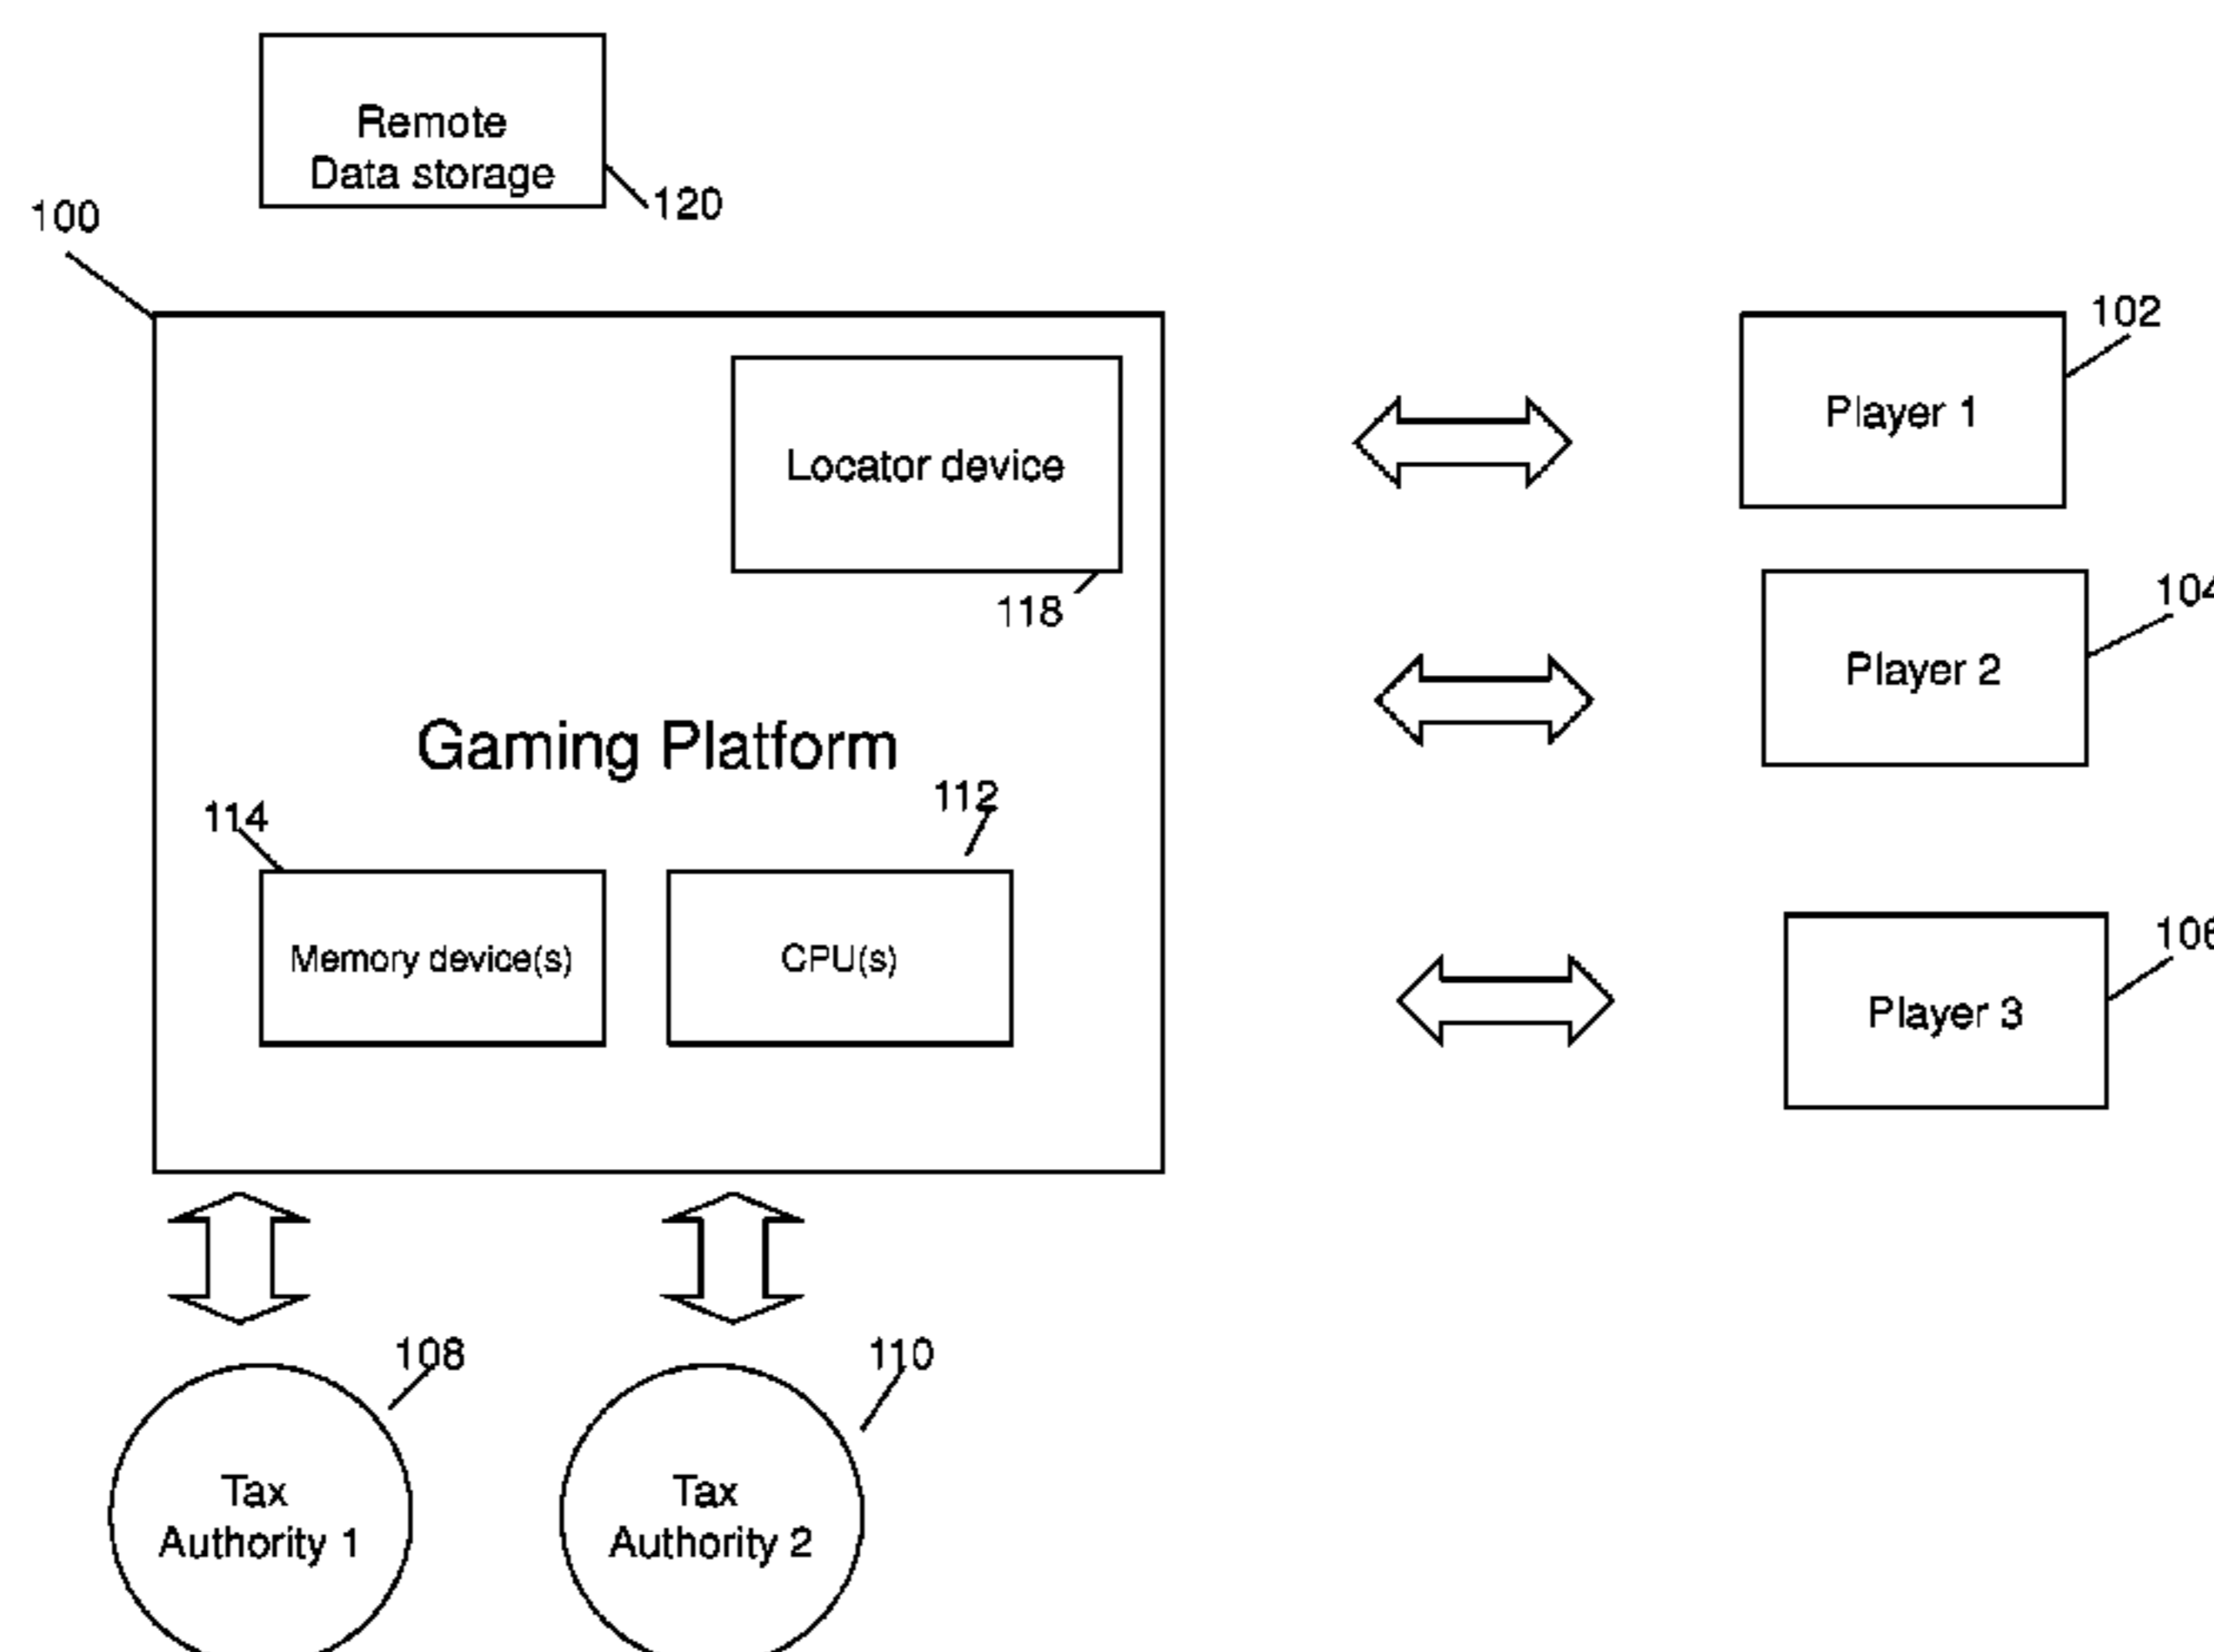 Remote
Data storage
120
100
102
Player 1
Locator device
118
104
Player 2
Gaming Platform
112
114
Memory device(s)
CPU(s)
106
Player 3
108
110
Tax
Authority 1
Tax
Authority 2